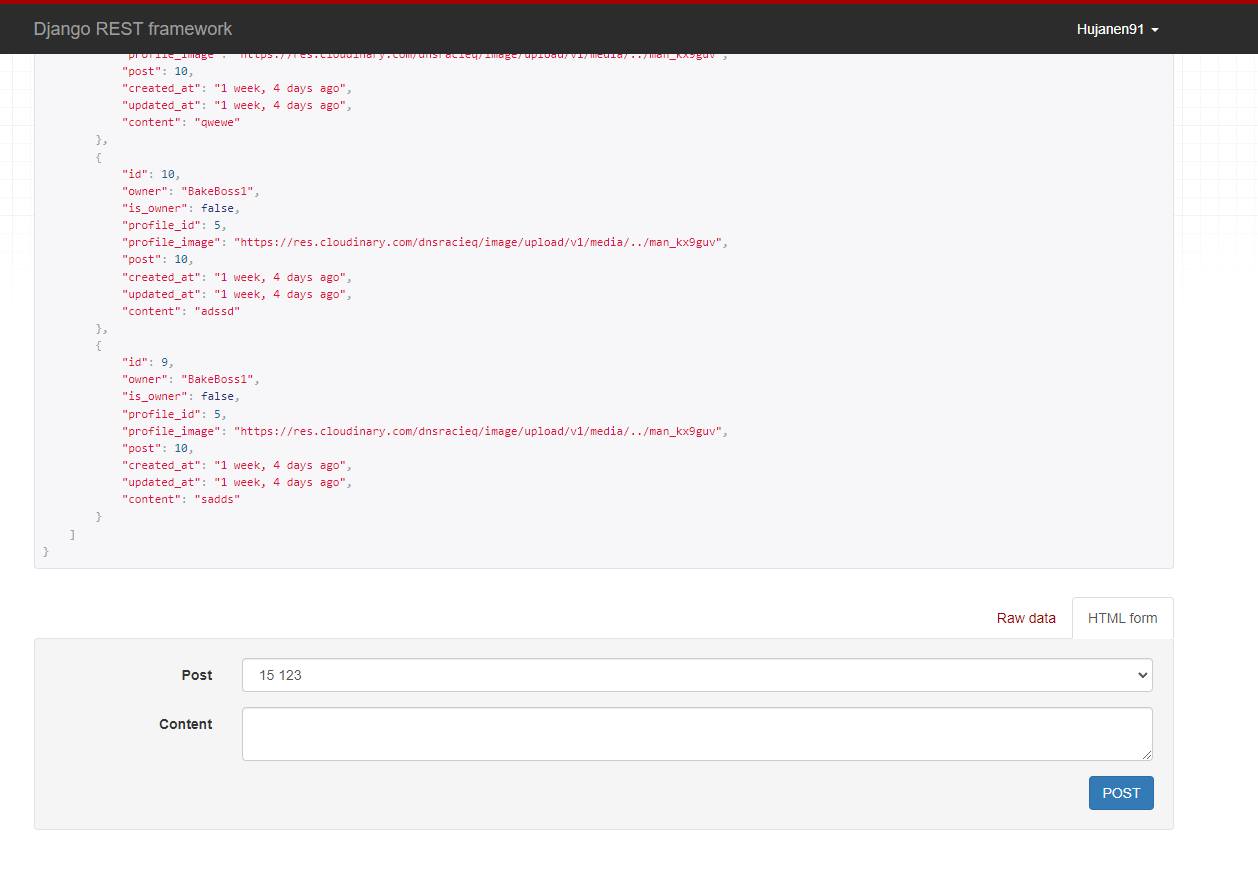 Django REST framework
Hujanen91
"profile_image": "https://res.cloudinary.com/dnsracieq/image/upload/v1/media/../man_kx9guv",
"post": 10,
"created_at": "1 week, 4 days ago",
"updated_at": "1 week, 4 days ago",
"content": "qwewe"
},
{
"id": 10,
"owner": "BakeBoss1",
"is_owner": false,
"profile_id": 5,
"profile_image": "https://res.cloudinary.com/dnsracieq/image/upload/v1/media/../man_kx9guv",
"post": 10,
"created_at": "1 week, 4 days ago",
"updated_at": "1 week, 4 days ago",
"content": "adssd"
},
{
"id": 9,
"owner": "BakeBoss1",
"is_owner": false,
"profile_id": 5,
"profile_image": "https://res.cloudinary.com/dnsracieq/image/upload/v1/media/../man_kx9guv",
"post": 10,
"created_at": "1 week, 4 days ago",
"updated_at": "1 week, 4 days ago",
"content": "sadds"
}
]
}
Raw data
HTML form
Post
15 123
Content
POST